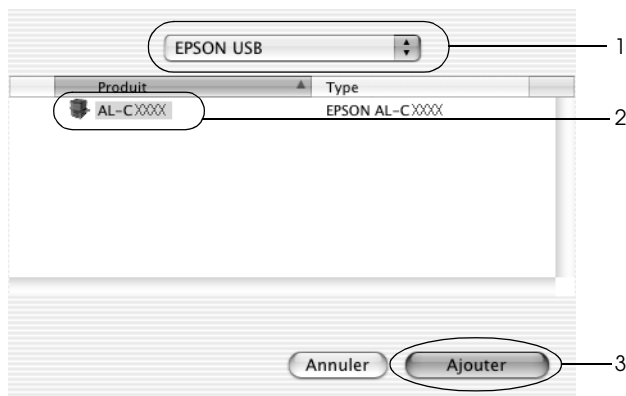 EPSON USB
1
Produit
Type
AL-CXXXX
EPSON AL-CXXXX
2
Annuler
Ajouter
3